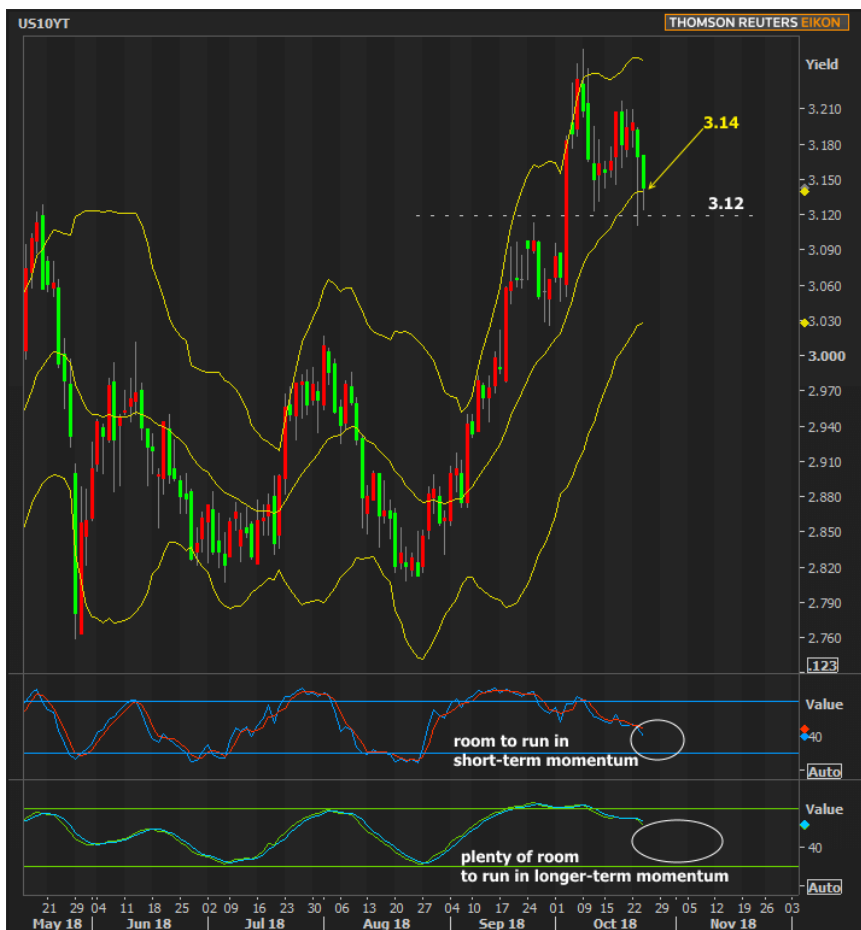 US10YT
THOMSON REUTERS EIKON
Yield
3.210
3.14
3.180
3.150
3.12
3.120
3.090
3.060
3.030
3.000
2.970
2.940
2.910
2.880
2.850
2.820
2.790
2.760
.123
Value
40
room to run in
short-term momentum
Auto
Value
40
plenty of room
to run in longer-term momentum
Auto
21 29 04 11 18 25 02 09 16 23 30 06 13 20 27 04 10 17 24 01 09 15 22 29 05 12 19 26 03
May 18 Jun 18 Jul 18 Aug 18 Sep 18 Oct 18 Nov 18